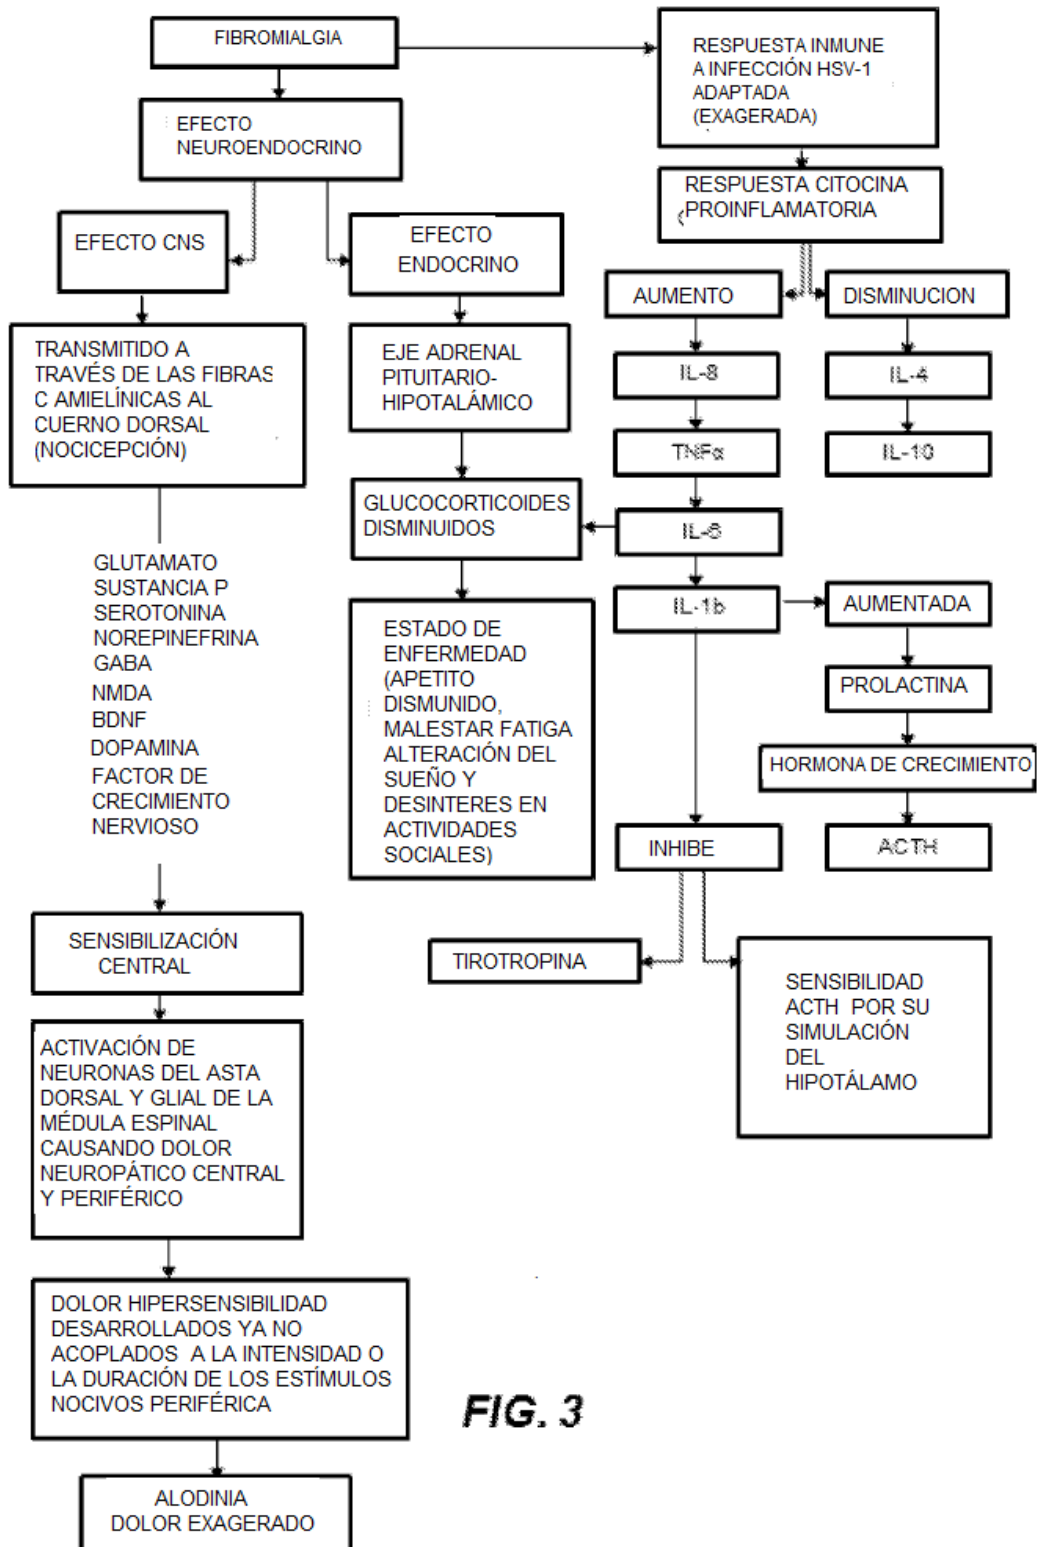 FIBROMIALGIA
RESPUESTA INMUNE
A INFECCIÓN HSV-1
ADAPTADA
(EXAGERADA)
EFECTO
NEUROENDOCRINO
RESPUESTA CITOCINA
PROINFLAMATORIA
EFECTO CNS
EFECTO
ENDOCRINO
AUMENTO
DISMINUCION
TRANSMITIDO A
TRAVÉS DE LAS FIBRAS
C AMIELÍNICAS AL
CUERNO DORSAL
(NOCICEPCIÓN)
EJE ADRENAL
PITUITARIO-
HIPOTALÁMICO
IL-8
IL-4
TNFα
IL-10
GLUCOCORTICOIDES
DISMINUIDOS
IL-6
IL-1b
AUMENTADA
GLUTAMATO
SUSTANCIA P
SEROTONINA
NOREPINEFRINA
GABA
NMDA
BDNF
DOPAMINA
FACTOR DE
CRECIMIENTO
NERVIOSO
ESTADO DE
ENFERMEDAD
(APETITO
DISMUNIDO,
MALESTAR FATIGA
ALTERACIÓN DEL
SUEÑO Y
DESINTERES EN
ACTIVIDADES
SOCIALES)
PROLACTINA
HORMONA DE CRECIMIENTO
INHIBE
ACTH
SENSIBILIZACIÓN
CENTRAL
TIROTROPINA
SENSIBILIDAD
ACTH POR SU
SIMULACIÓN
DEL
HIPOTÁLAMO
ACTIVACIÓN DE
NEURONAS DEL ASTA
DORSAL Y GLIAL DE LA
MÉDULA ESPINAL
CAUSANDO DOLOR
NEUROPÁTICO CENTRAL
Y PERIFÉRICO
DOLOR HIPERSENSIBILIDAD
DESARROLLADOS YA NO
ACOPLADOS A LA INTENSIDAD O
LA DURACIÓN DE LOS ESTÍMULOS
NOCIVOS PERIFÉRICA
FIG. 3
ALODINIA
DOLOR EXAGERADO